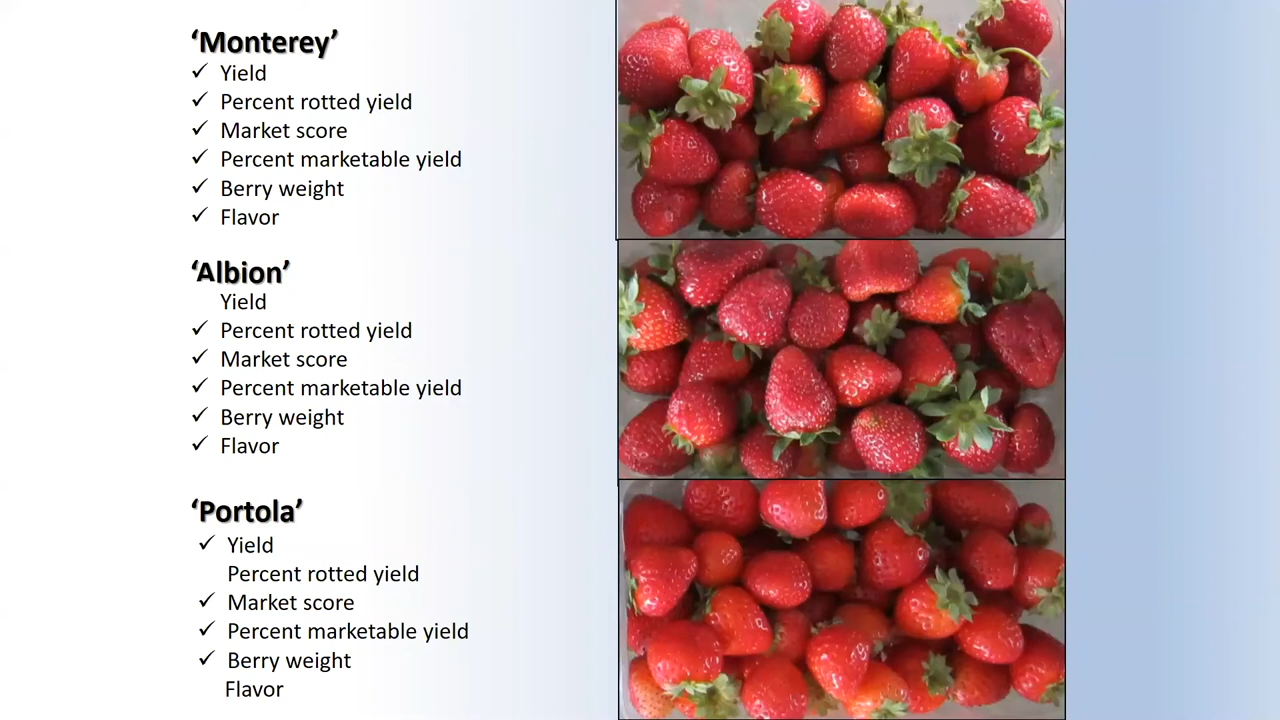 ‘Monterey’
✓ Yield
✓ Percent rotted yield
✓ Market score
✓ Percent marketable yield
✓ Berry weight
✓ Flavor
‘Albion’
Yield
✓ Percent rotted yield
✓ Market score
✓ Percent marketable yield
✓ Berry weight
✓ Flavor
‘Portola’
✓ Yield
Percent rotted yield
✓ Market score
✓ Percent marketable yield
✓ Berry weight
Flavor